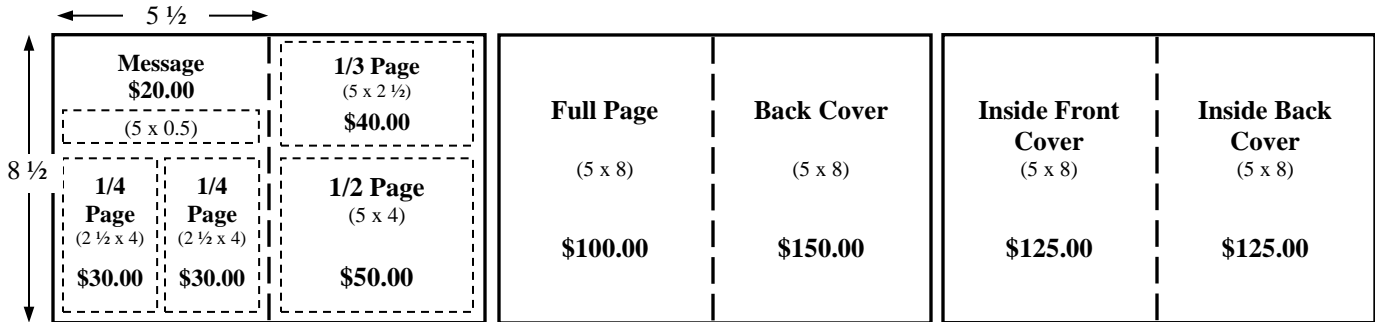 5 ½
8 ½
Message
$20.00
(5 x 0.5)
1/4
Page
(2 ½ x 4)
$30.00
1/4
Page
(2 ½ x 4)
$30.00
1/3 Page
(5 x 2 ½)
$40.00
1/2 Page
(5 x 4)
$50.00
Full Page
(5 x 8)
$100.00
Back Cover
(5 x 8)
$150.00
Inside Front
Cover
(5 x 8)
$125.00
Inside Back
Cover
(5 x 8)
$125.00